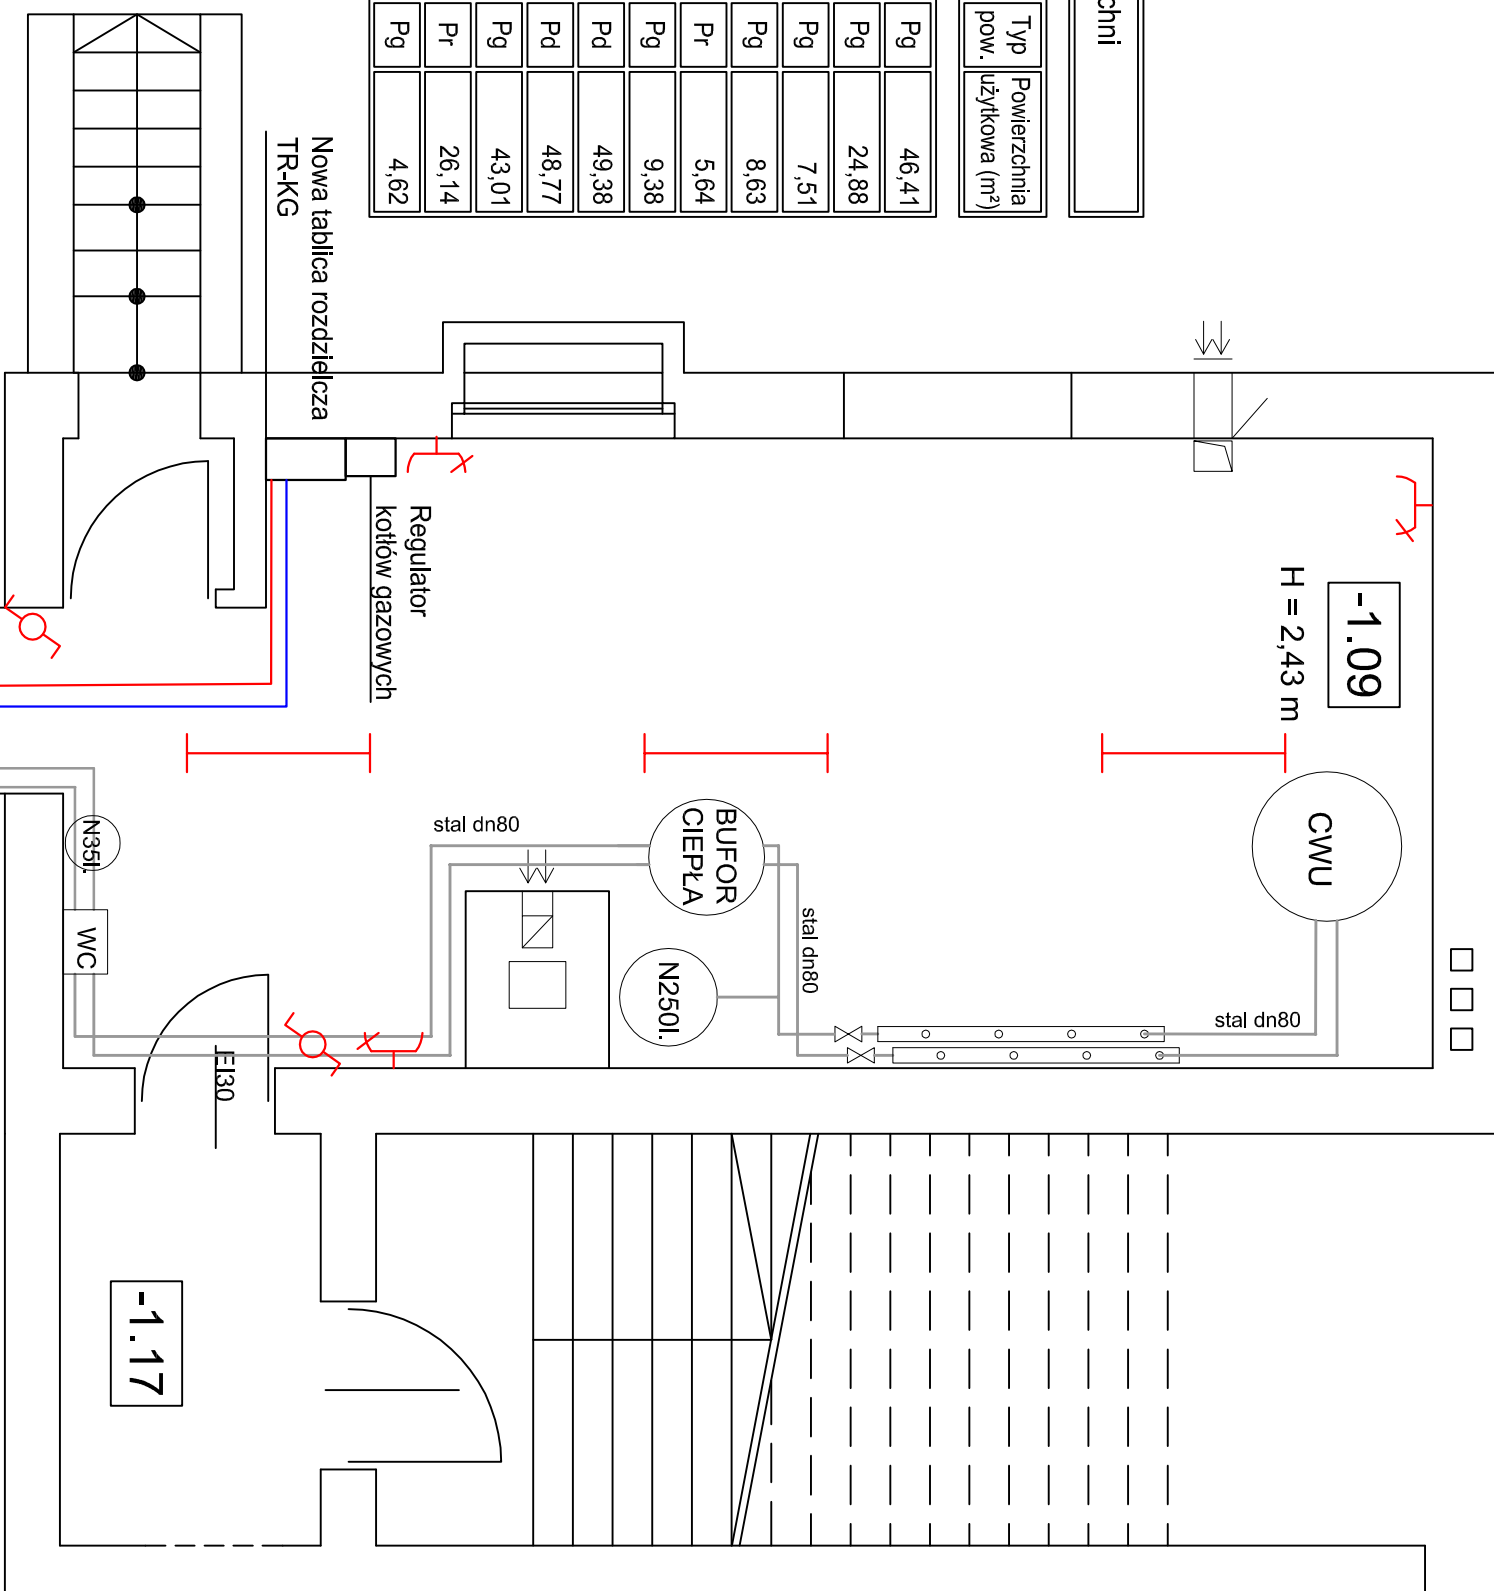 chni
Typ pow.
Powierzchnia użytkowa (m²)
Pg 46,41
Pg 24,88
Pg 7,51
Pg 8,63
Pr 5,64
Pg 9,38
Pd 49,38
Pd 48,77
Pg 43,01
Pr 26,14
Pg 4,62
Nowa tablica rozdzielcza
TR-KG
Regulator
kotłów gazowych
-1.09
H = 2,43 m
CWU
BUFOR
CIEPŁA
stal dn80
stal dn80
stal dn80
N250l.
N35l.
WC
EI30
-1.17